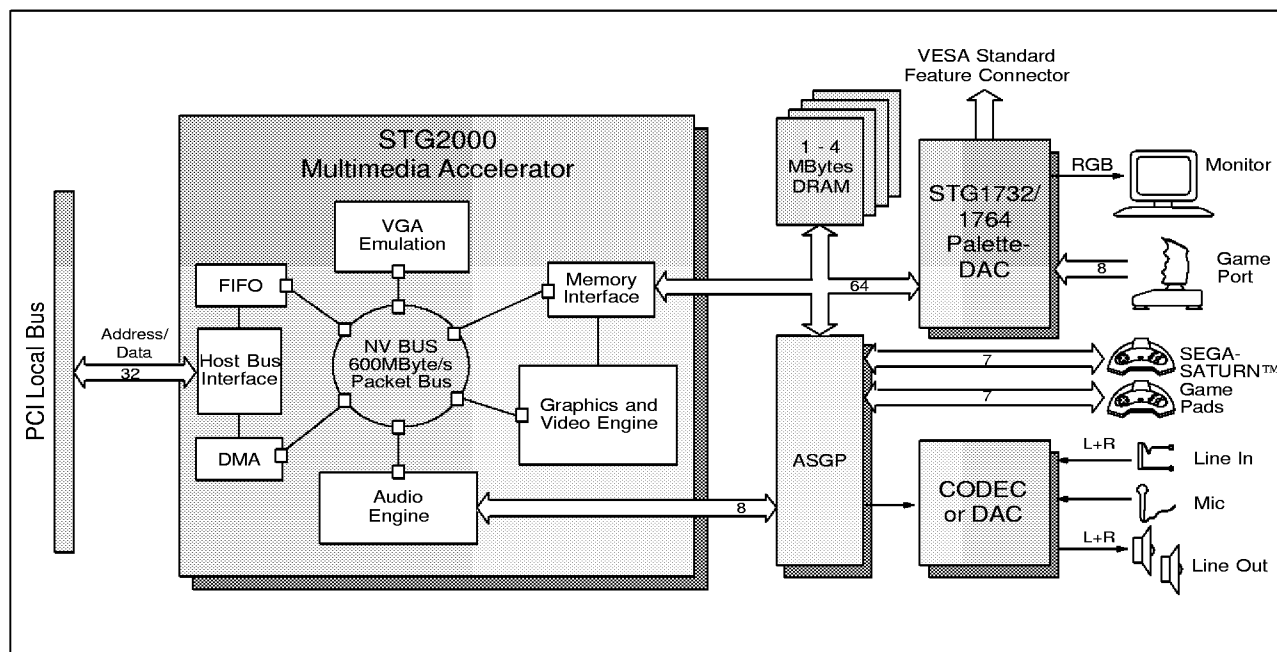 VESA Standard
Feature Connector
STG2000
Multimedia Accelerator
1 - 4
MBytes
DRAM
STG1732/
1764
Palette-
DAC
RGB
Monitor
VGA
Emulation
FIFO
Memory
Interface
64
8
Game
Port
PCI Local Bus
Address/
Data
32
Host Bus
Interface
NV BUS
600MByte/s
Packet Bus
7
SEGA-
SATURN™
7
Game
Pads
Graphics and
Video Engine
DMA
ASGP
L+R
Line In
Audio
Engine
8
CODEC
or DAC
Mic
L+R
Line Out